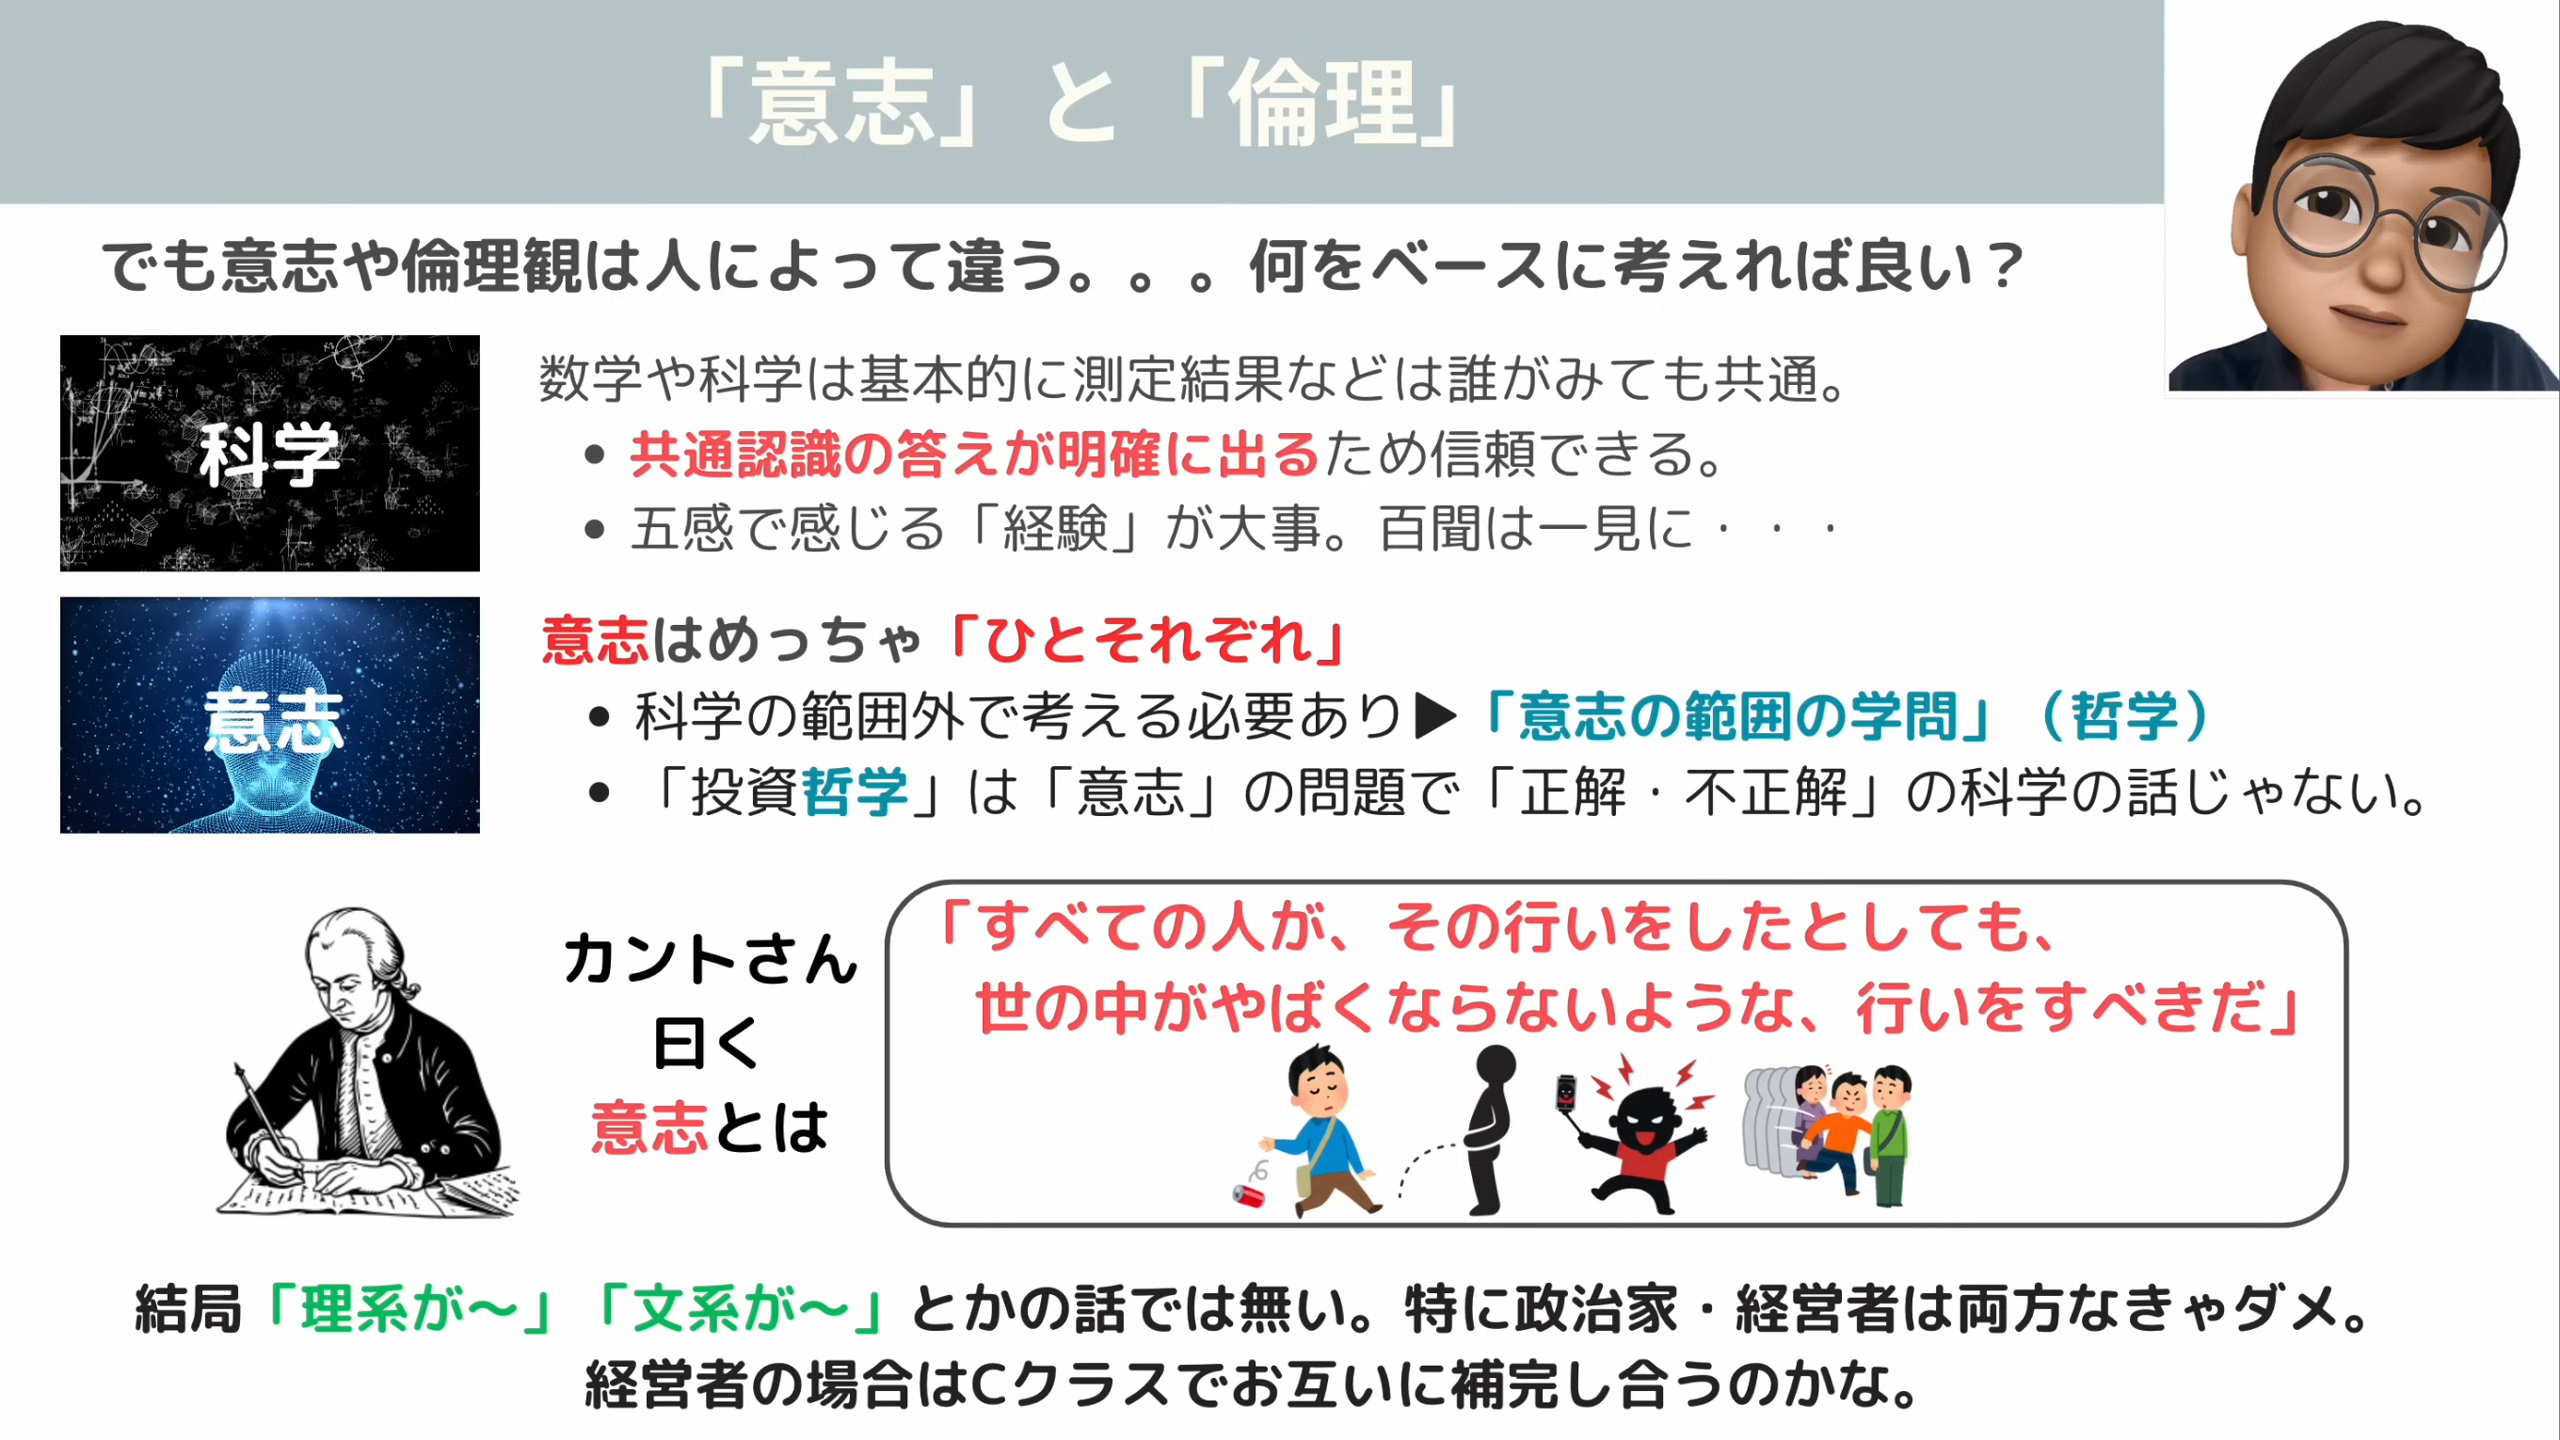 「意志」と「倫理」
でも意志や倫理観は人によって違う。。。何をベースに考えれば良い？
科学
数学や科学は基本的に測定結果などは誰がみても共通。
• 共通認識の答えが明確に出るため信頼できる。
• 五感で感じる「経験」が大事。百聞は一見に・・・
意志
意志はめっちゃ「ひとそれぞれ」
• 科学の範囲外で考える必要あり▶「意志の範囲の学問」（哲学）
• 「投資哲学」は「意志」の問題で「正解・不正解」の科学の話じゃない。
カントさん
曰く
意志とは
「すべての人が、その行いをしたとしても、
世の中がやばくならないような、行いをすべきだ」
結局「理系が〜」「文系が〜」とかの話では無い。特に政治家・経営者は両方なきゃダメ。
経営者の場合はCクラスでお互いに補完し合うのかな。